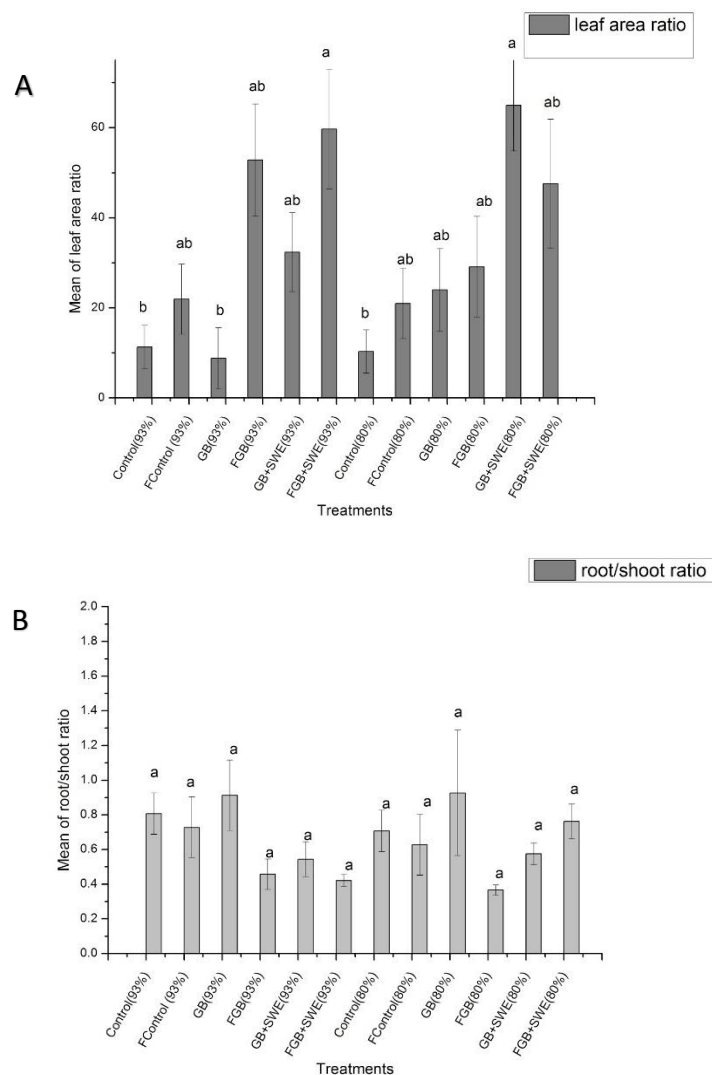 leaf area ratio
A
Mean of leaf area ratio
60
40
20
0
b
ab
b
ab
ab
a
b
ab
ab
ab
a
ab
Control(93%)
FControl (93%)
GB(93%)
FGB(93%)
GB+SWE(93%)
FGB+SWE(93%)
Control(80%)
FControl(80%)
GB(80%)
FGB(80%)
GB+SWE(80%)
FGB+SWE(80%)
Treatments
root/shoot ratio
B
Mean of root/shoot ratio
2.0
1.8
1.6
1.4
1.2
1.0
0.8
0.6
0.4
0.2
0.0
a
a
a
a
a
a
a
a
a
a
a
a
Control(93%)
FControl (93%)
GB(93%)
FGB(93%)
GB+SWE(93%)
FGB+SWE(93%)
Control(80%)
FControl(80%)
GB(80%)
FGB(80%)
GB+SWE(80%)
FGB+SWE(80%)
Treatments